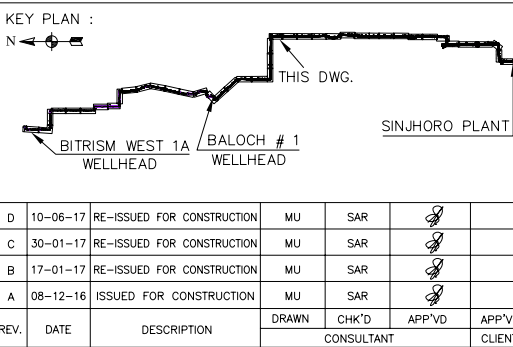 KEY PLAN :
N
THIS DWG.
SINJHORO PLANT
BITRISM WEST 1A
WELLHEAD
BALOCH # 1
WELLHEAD
D 10-06-17 RE-ISSUED FOR CONSTRUCTION MU SAR
C 30-01-17 RE-ISSUED FOR CONSTRUCTION MU SAR
B 17-01-17 RE-ISSUED FOR CONSTRUCTION MU SAR
A 08-12-16 ISSUED FOR CONSTRUCTION MU SAR
REV. DATE DESCRIPTION DRAWN CHK'D APP'VD APP'V
CONSULTANT CLIEN